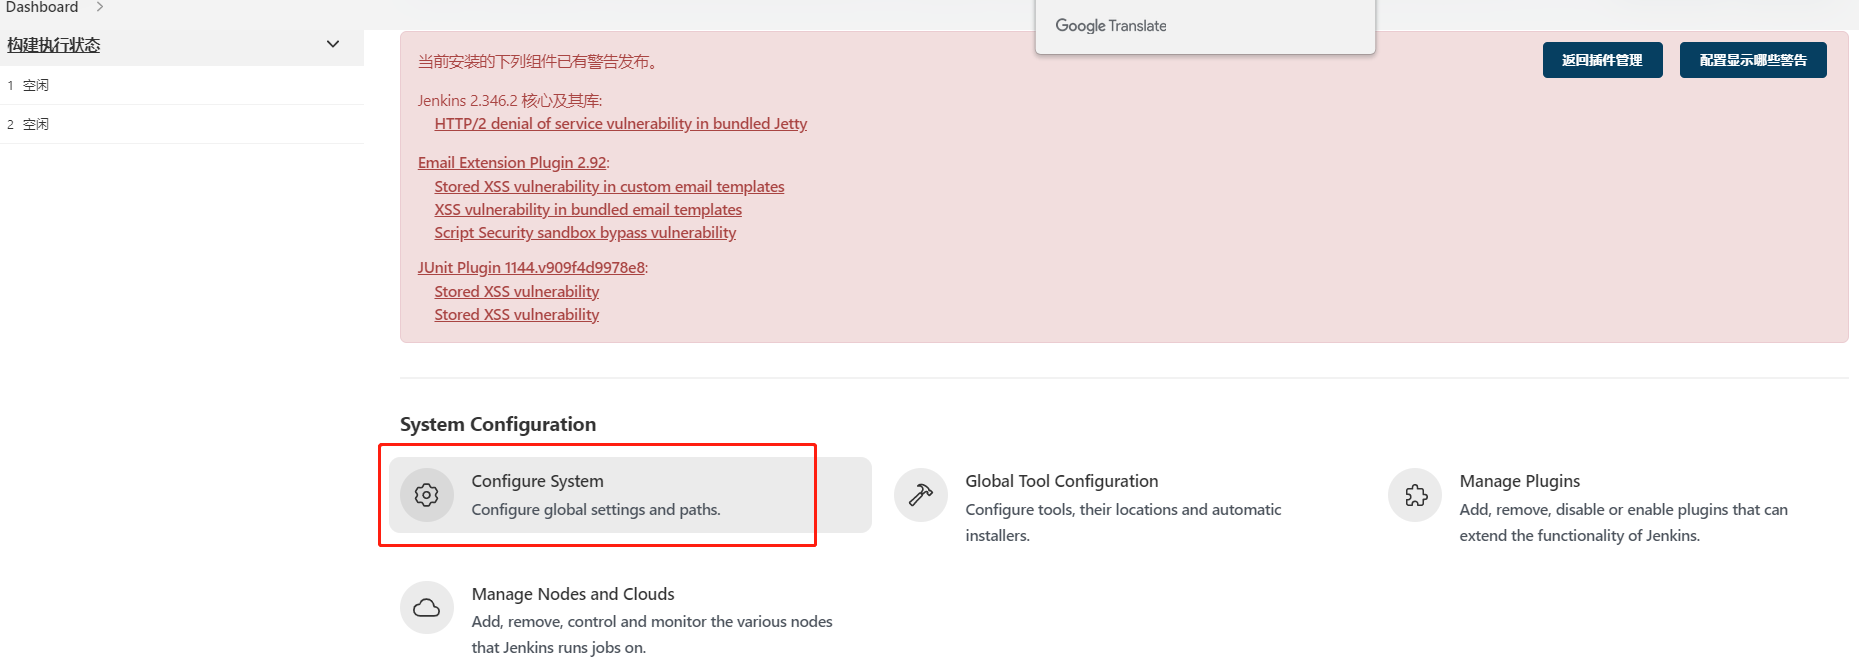 Dashboard
Google Translate
构建执行状态
1 空闲
2 空闲
当前安装的下列组件已有警告发布。
返回插件管理
配置显示哪些警告
Jenkins 2.346.2 核心及其库:
HTTP/2 denial of service vulnerability in bundled Jetty
Email Extension Plugin 2.92:
Stored XSS vulnerability in custom email templates
XSS vulnerability in bundled email templates
Script Security sandbox bypass vulnerability
JUnit Plugin 1144.v909f4d9978e8:
Stored XSS vulnerability
Stored XSS vulnerability
System Configuration
Configure System
Configure global settings and paths.
Global Tool Configuration
Configure tools, their locations and automatic
installers.
Manage Plugins
Add, remove, disable or enable plugins that can
extend the functionality of Jenkins.
Manage Nodes and Clouds
Add, remove, control and monitor the various nodes
that Jenkins runs jobs on.